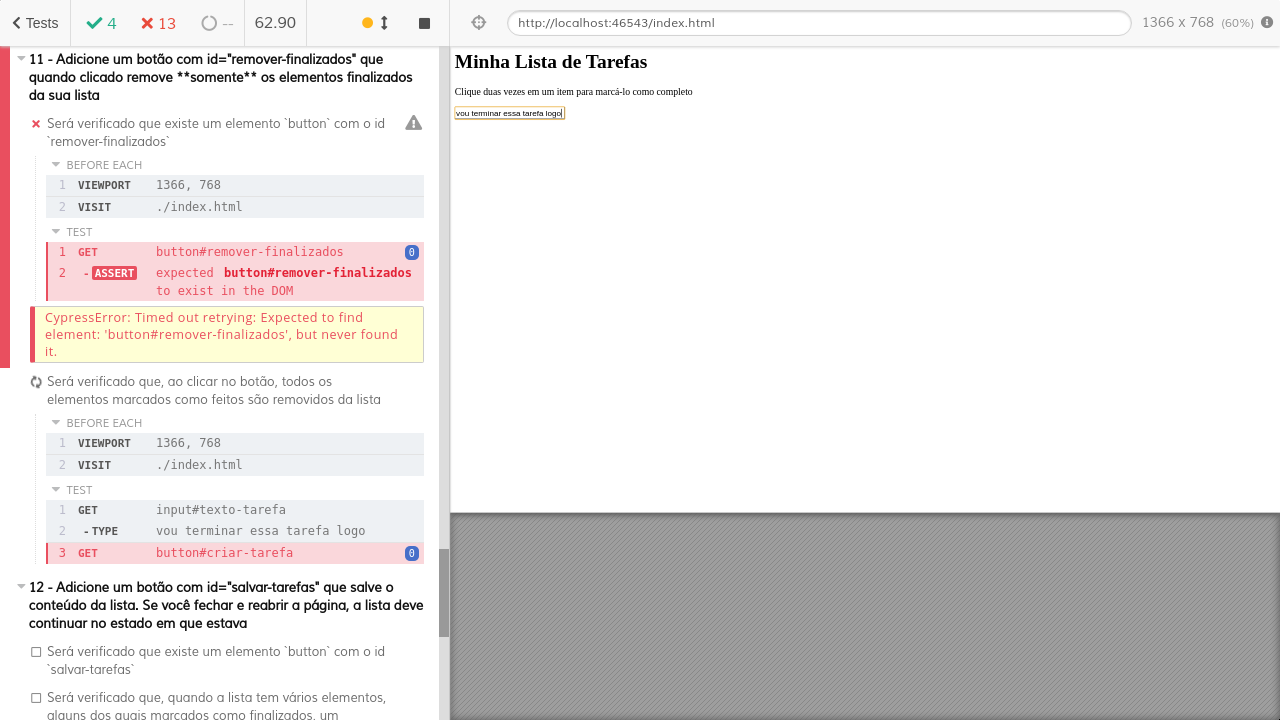 Tests 4 13 -- 62.90 http://localhost:46543/index.html 1366 x 768 (60%)
11 - Adicione um botão com id="remover-finalizados" que
quando clicado remove **somente** os elementos finalizados
da sua lista
Será verificado que existe um elemento `button` com o id
`remover-finalizados`
BEFORE EACH
1 VIEWPORT 1366, 768
2 VISIT ./index.html
TEST
1 GET button#remover-finalizados 0
2 -ASSERT expected button#remover-finalizados
to exist in the DOM
CypressError: Timed out retrying: Expected to find
element: 'button#remover-finalizados', but never found
it.
Será verificado que, ao clicar no botão, todos os
elementos marcados como feitos são removidos da lista
BEFORE EACH
1 VIEWPORT 1366, 768
2 VISIT ./index.html
TEST
1 GET input#texto-tarefa
2 -TYPE vou terminar essa tarefa logo
3 GET button#criar-tarefa 0
12 - Adicione um botão com id="salvar-tarefas" que salve o
conteúdo da lista. Se você fechar e reabrir a página, a lista deve
continuar no estado em que estava
Será verificado que existe um elemento `button` com o id
`salvar-tarefas`
Será verificado que, quando a lista tem vários elementos,
alguns dos quais marcados como finalizados, um
Minha Lista de Tarefas
Clique duas vezes em um item para marcá-lo como completo
vou terminar essa tarefa logo